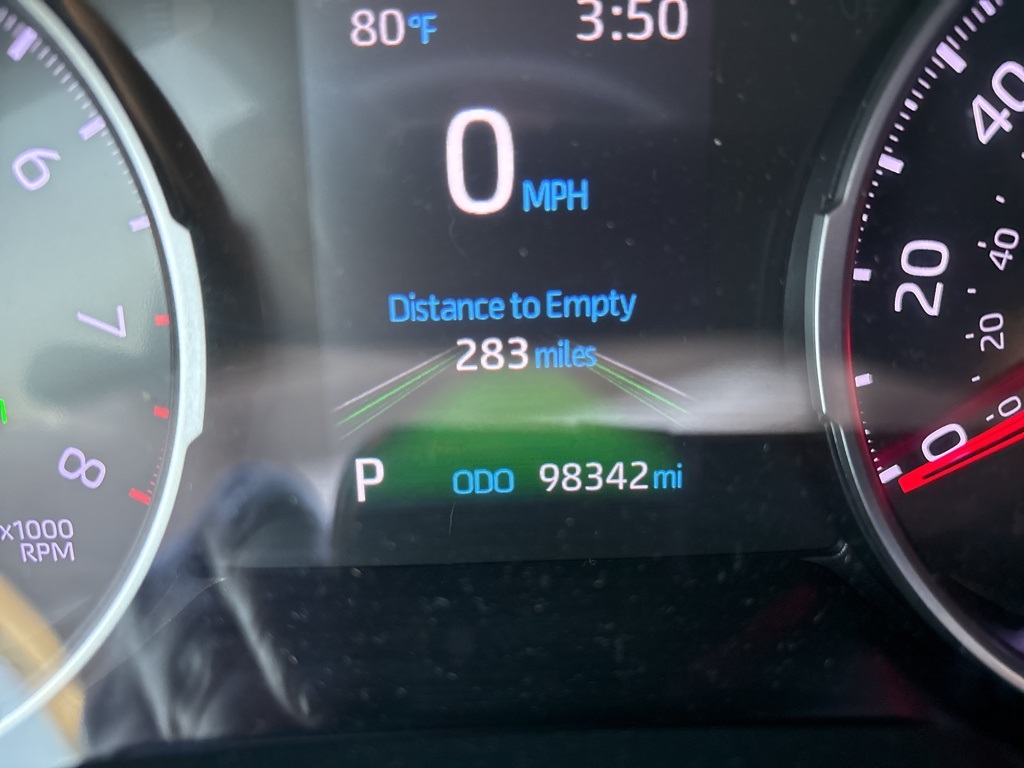 80°F 3:50
0 MPH
Distance to Empty
283 miles
P ODO 98342 mi
6
7
8
x1000
RPM
40
20
0
40
20
0